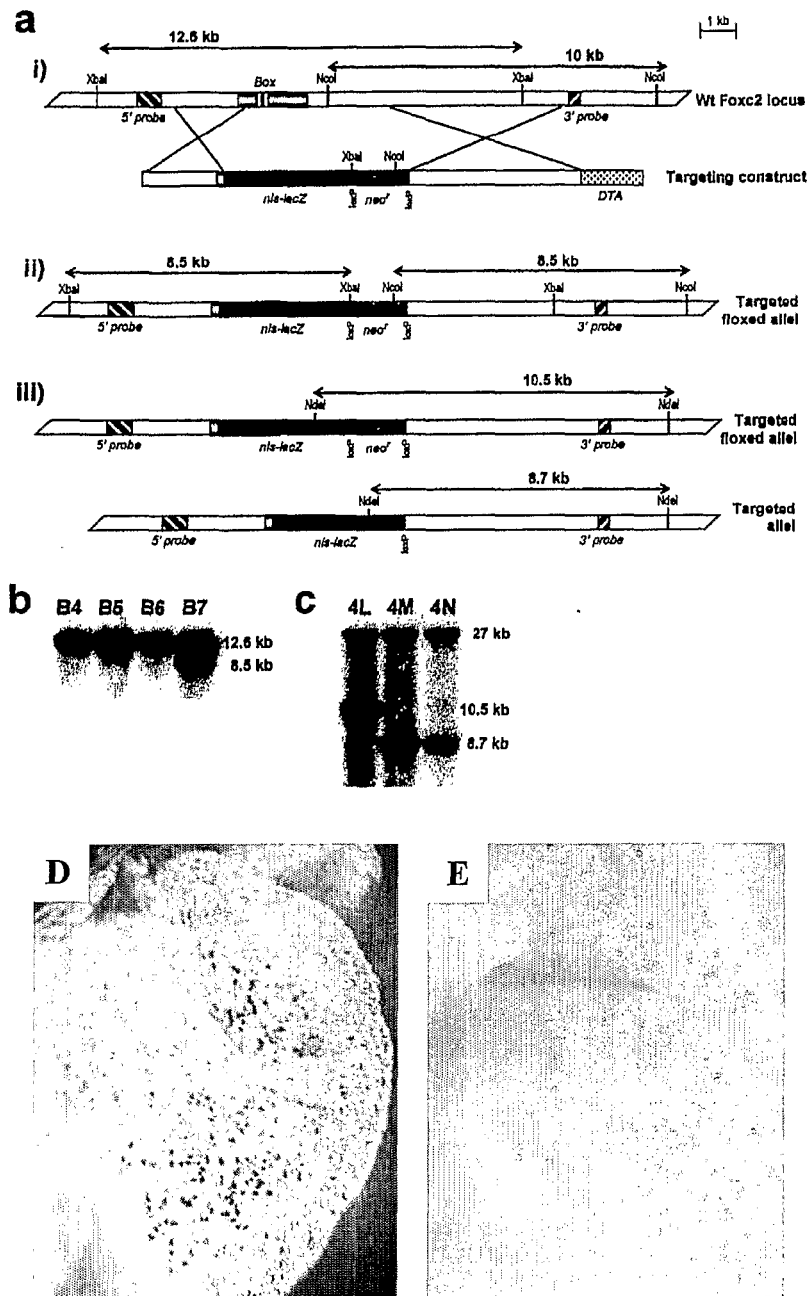 a
1 kb
12.6 kb
10 kb
i)
XbaI
Box
NcoI
XbaI
NcoI
5' probe
3' probe
Wt Foxc2 locus
XbaI
NcoI
Targeting construct
nls-lacZ
neoʳ
DTA
ii)
8.5 kb
8.5 kb
XbaI
XbaI
NcoI
XbaI
NcoI
5' probe
nls-lacZ
neoʳ
3' probe
Targeted
floxed allel
iii)
10.5 kb
NdeI
NdeI
5' probe
nls-lacZ
neoʳ
3' probe
Targeted
floxed allel
8.7 kb
NdeI
NdeI
5' probe
nls-lacZ
3' probe
Targeted
allel
b
B4 B5 B6 B7
12.6 kb
8.5 kb
c
4L 4M 4N
27 kb
10.5 kb
8.7 kb
D
E